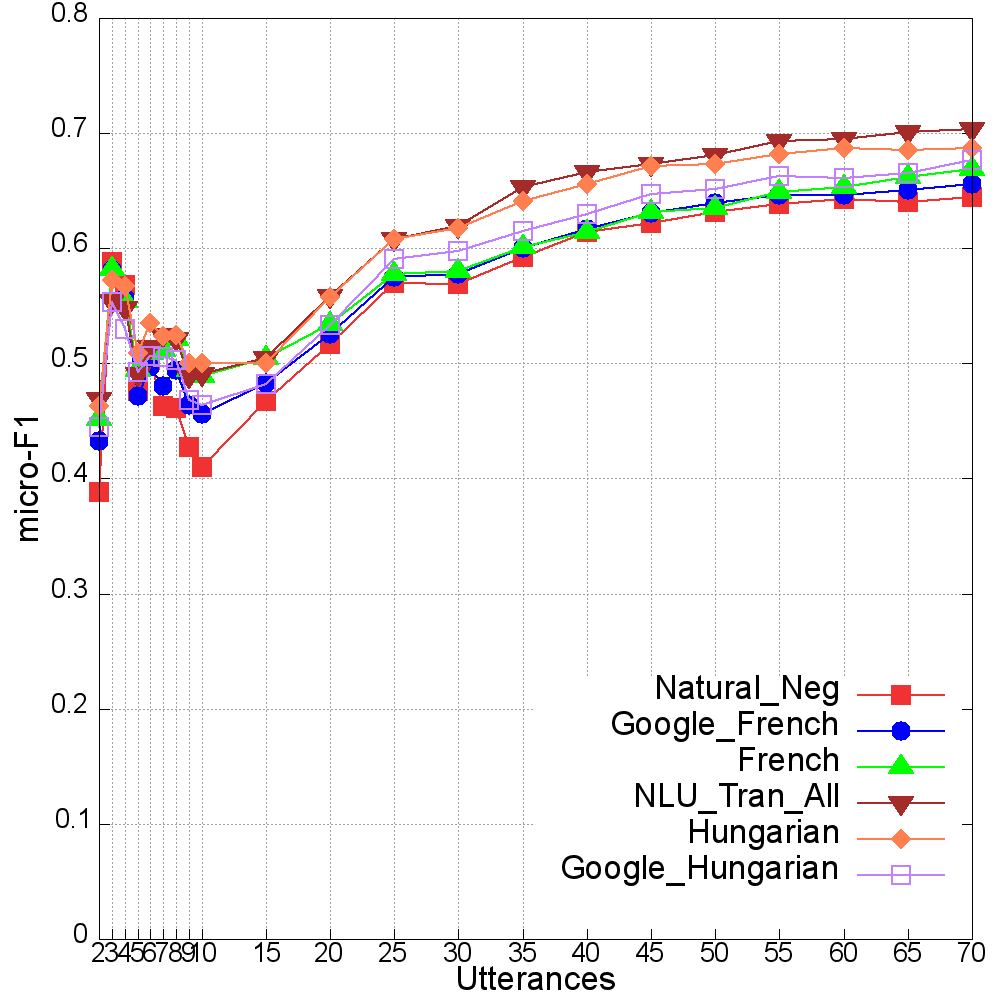 0.8
0.7
0.6
0.5
0.4
0.3
0.2
0.1
0
micro-F1
Natural_Neg
Google_French
French
NLU_Tran_All
Hungarian
Google_Hungarian
2 3 4 5 6 7 8 9 10 15 20 25 30 35 40 45 50 55 60 65 70
Utterances